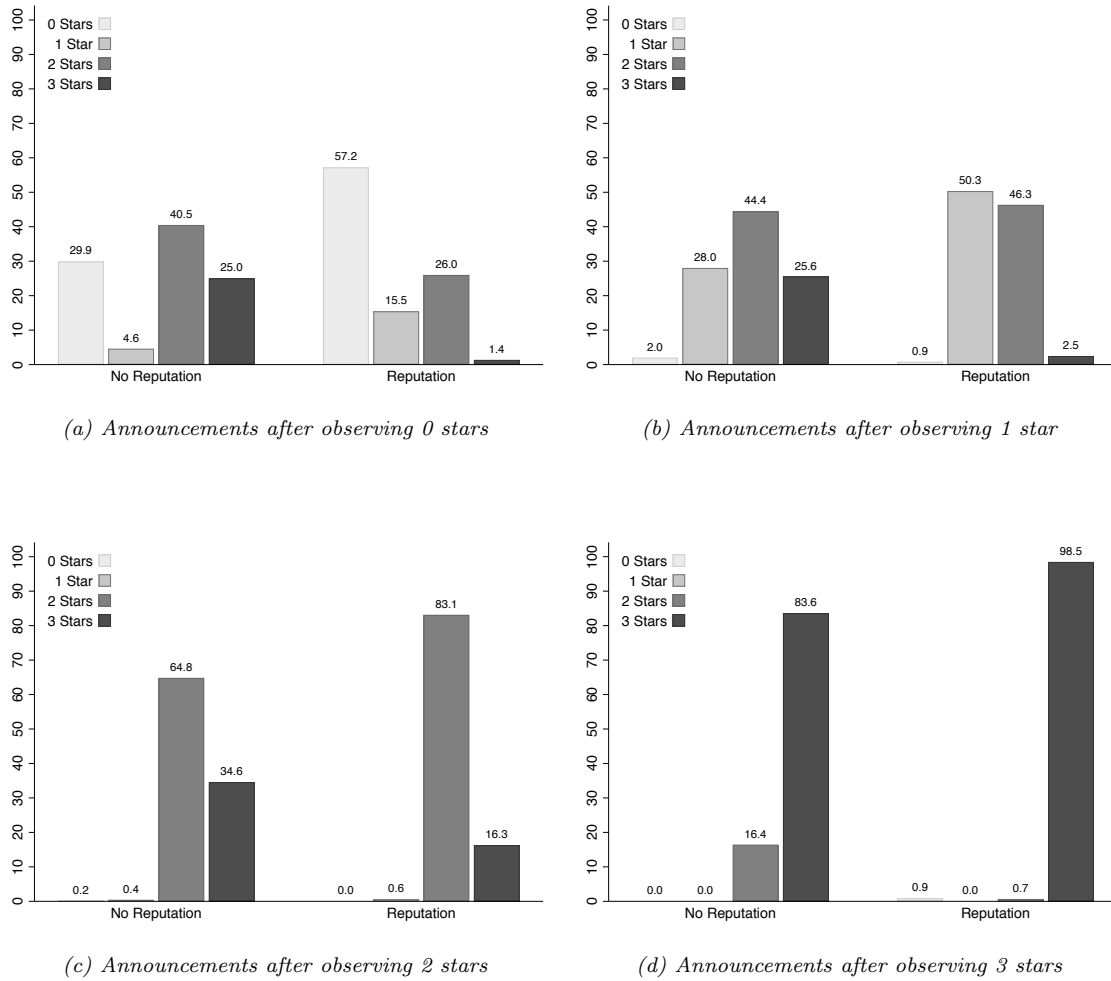 100
90
80
70
60
50
40
30
20
10
0
0 Stars
1 Star
2 Stars
3 Stars
29.9
4.6
40.5
25.0
57.2
15.5
26.0
1.4
No Reputation
Reputation
(a) Announcements after observing 0 stars
100
90
80
70
60
50
40
30
20
10
0
0 Stars
1 Star
2 Stars
3 Stars
2.0
28.0
44.4
25.6
0.9
50.3
46.3
2.5
No Reputation
Reputation
(b) Announcements after observing 1 star
100
90
80
70
60
50
40
30
20
10
0
0 Stars
1 Star
2 Stars
3 Stars
0.2
0.4
64.8
34.6
0.0
0.6
83.1
16.3
No Reputation
Reputation
(c) Announcements after observing 2 stars
100
90
80
70
60
50
40
30
20
10
0
0 Stars
1 Star
2 Stars
3 Stars
0.0
0.0
16.4
83.6
0.9
0.0
0.7
98.5
No Reputation
Reputation
(d) Announcements after observing 3 stars